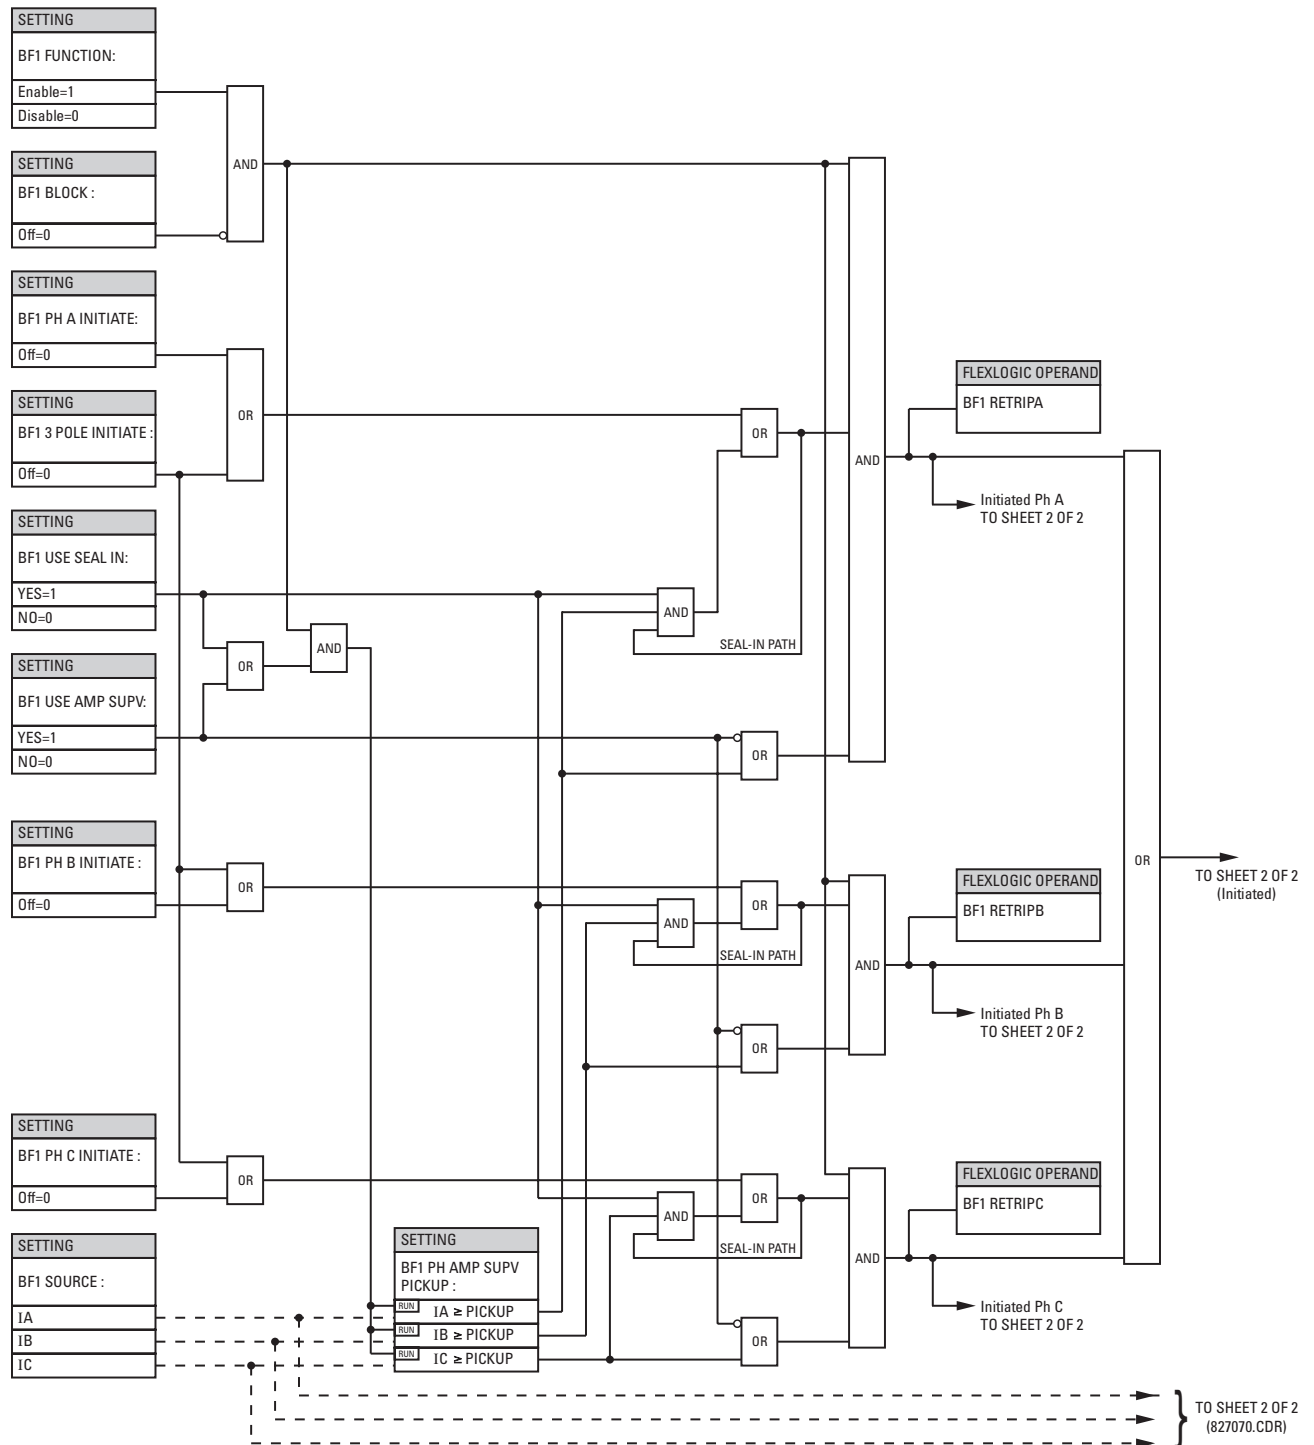 SETTING
BF1 FUNCTION:
Enable=1
Disable=0
SETTING
BF1 BLOCK :
Off=0
AND
SETTING
BF1 PH A INITIATE:
Off=0
SETTING
BF1 3 POLE INITIATE :
Off=0
OR
OR
AND
FLEXLOGIC OPERAND
BF1 RETRIPA
Initiated Ph A
TO SHEET 2 OF 2
SETTING
BF1 USE SEAL IN:
YES=1
NO=0
AND
SEAL-IN PATH
OR
AND
SETTING
BF1 USE AMP SUPV:
YES=1
NO=0
OR
SETTING
BF1 PH B INITIATE :
Off=0
OR
OR
AND
SEAL-IN PATH
AND
OR
FLEXLOGIC OPERAND
BF1 RETRIPB
Initiated Ph B
TO SHEET 2 OF 2
OR
TO SHEET 2 OF 2
(Initiated)
SETTING
BF1 PH C INITIATE :
Off=0
OR
OR
AND
SEAL-IN PATH
AND
OR
FLEXLOGIC OPERAND
BF1 RETRIPC
Initiated Ph C
TO SHEET 2 OF 2
SETTING
BF1 SOURCE :
IA
IB
IC
SETTING
BF1 PH AMP SUPV
PICKUP :
RUN IA ≥ PICKUP
RUN IB ≥ PICKUP
RUN IC ≥ PICKUP
TO SHEET 2 OF 2
(827070.CDR)